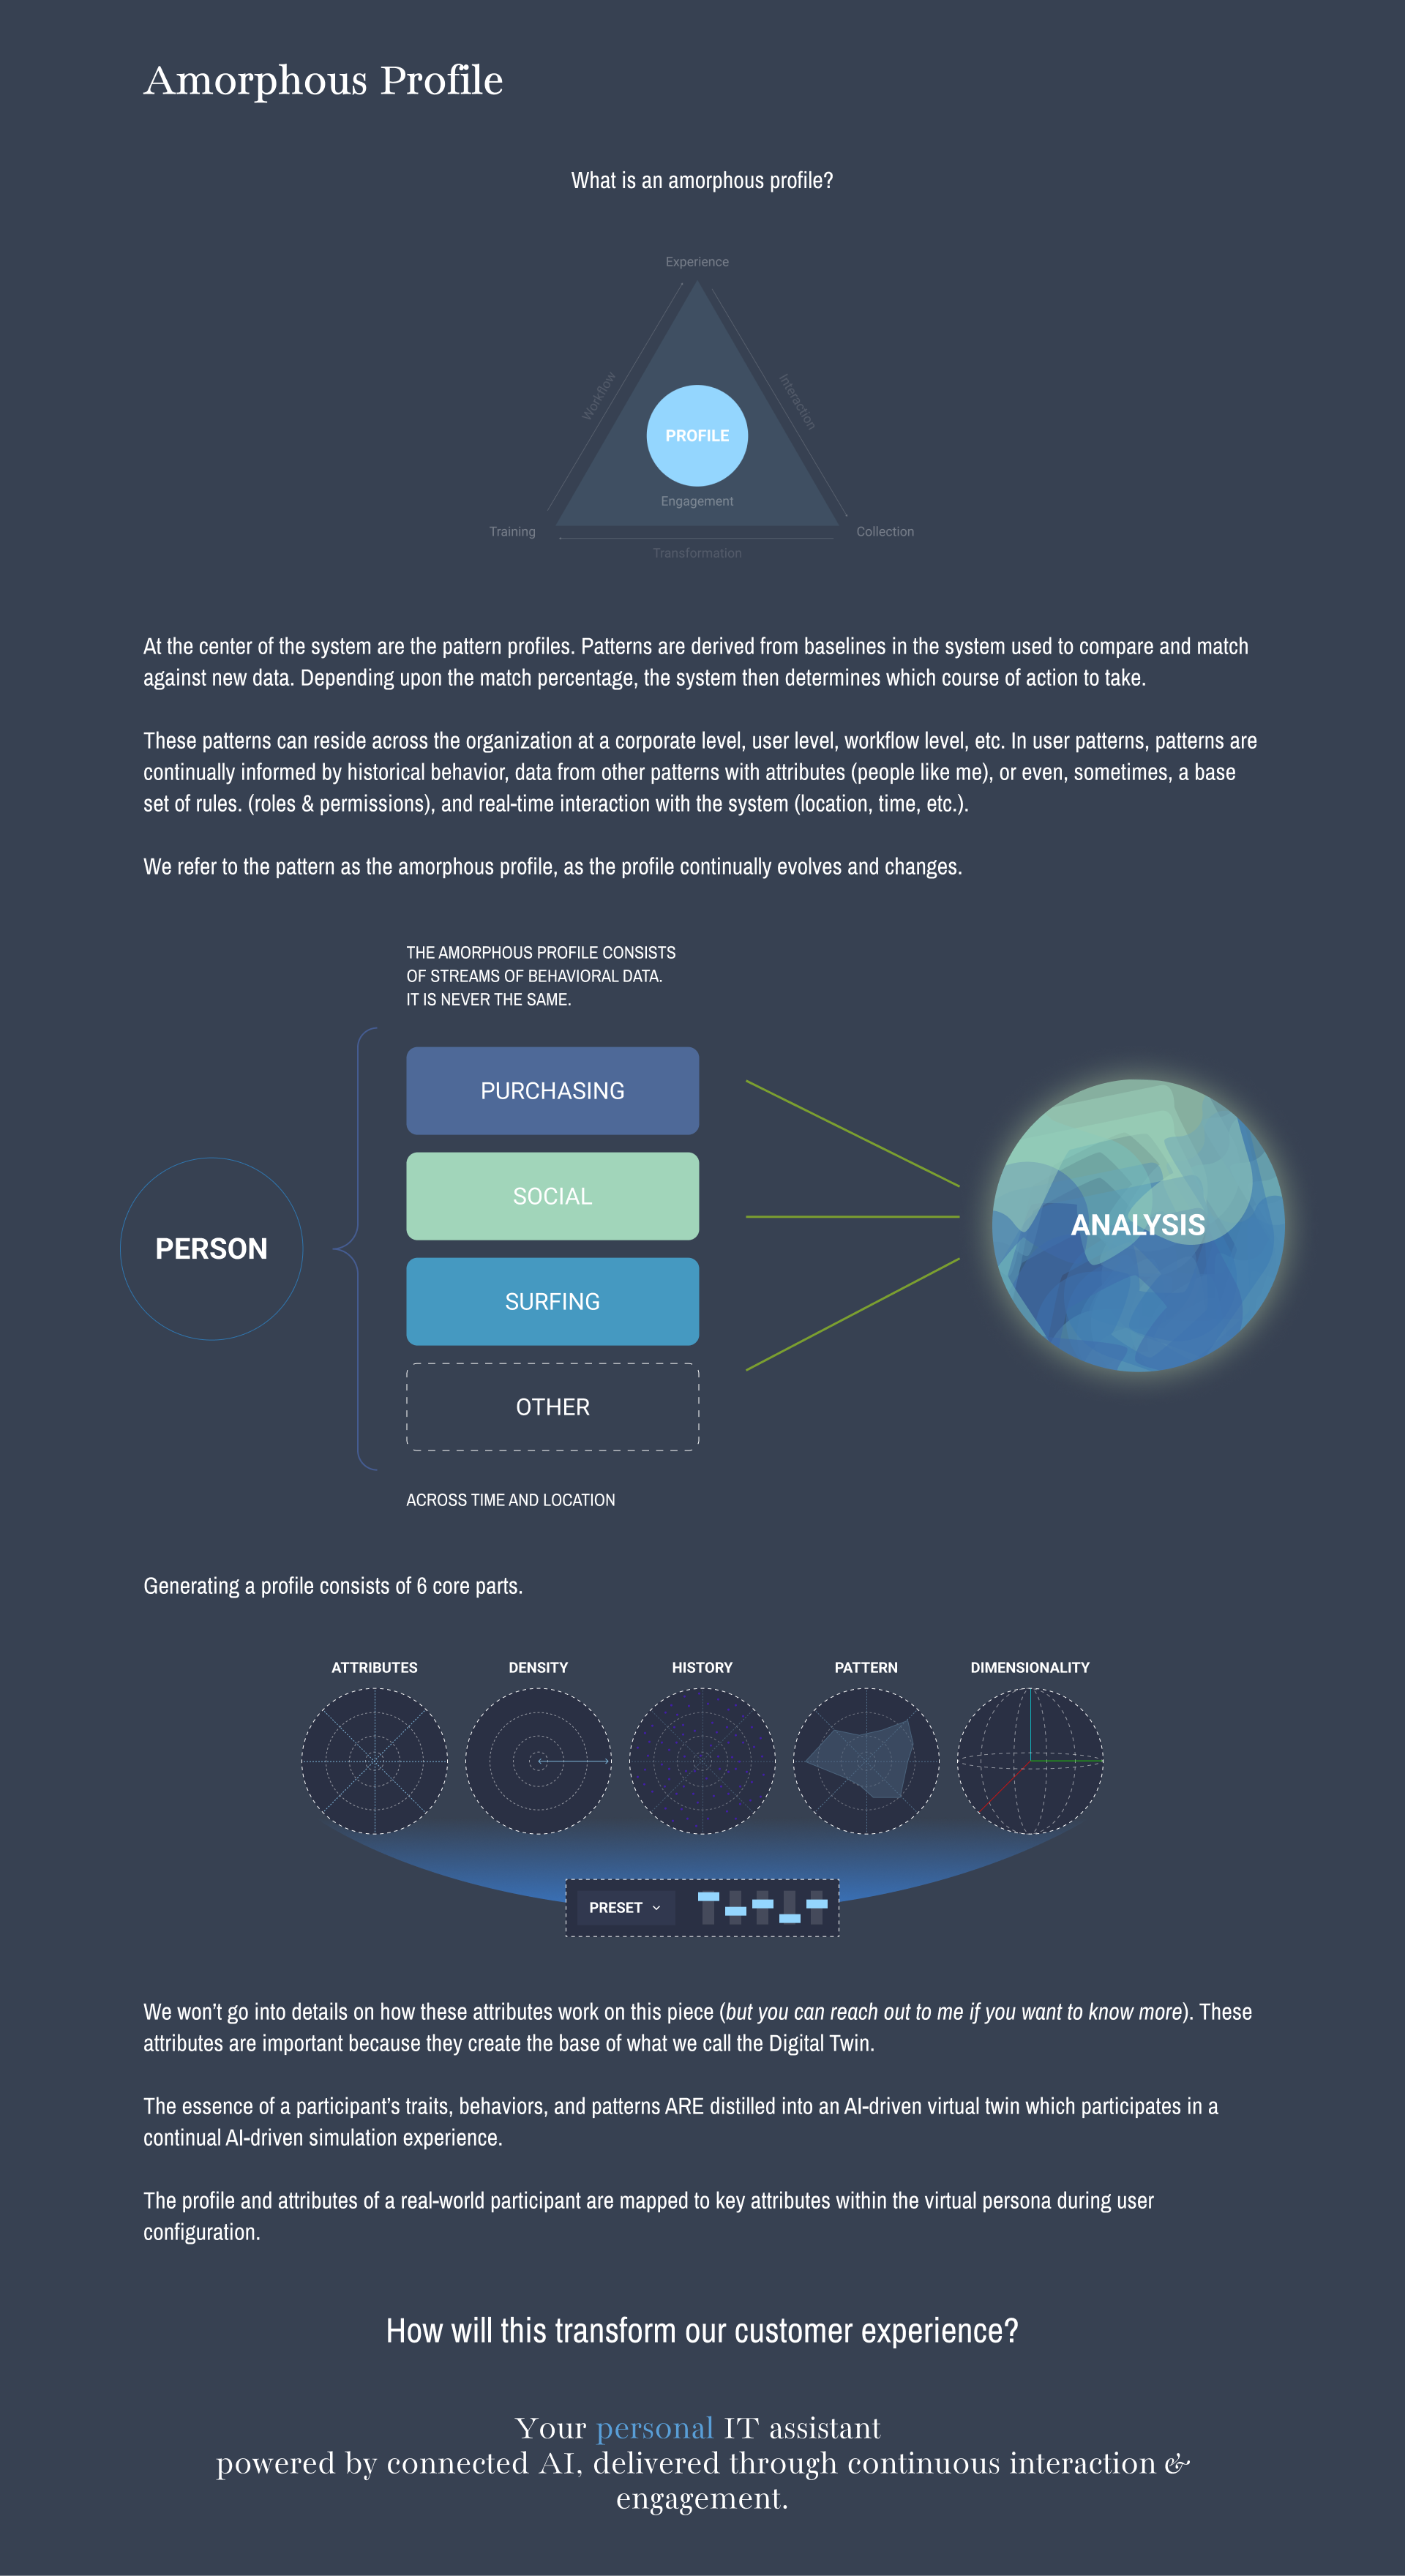 Amorphous Profile
What is an amorphous profile?
Experience
Workflow
Interaction
PROFILE
Engagement
Training
Collection
Transformation
At the center of the system are the pattern profiles. Patterns are derived from baselines in the system used to compare and match
against new data. Depending upon the match percentage, the system then determines which course of action to take.
These patterns can reside across the organization at a corporate level, user level, workflow level, etc. In user patterns, patterns are
continually informed by historical behavior, data from other patterns with attributes (people like me), or even, sometimes, a base
set of rules. (roles & permissions), and real-time interaction with the system (location, time, etc.).
We refer to the pattern as the amorphous profile, as the profile continually evolves and changes.
THE AMORPHOUS PROFILE CONSISTS
OF STREAMS OF BEHAVIORAL DATA.
IT IS NEVER THE SAME.
PERSON
PURCHASING
SOCIAL
SURFING
OTHER
ANALYSIS
ACROSS TIME AND LOCATION
Generating a profile consists of 6 core parts.
ATTRIBUTES
DENSITY
HISTORY
PATTERN
DIMENSIONALITY
PRESET
We won’t go into details on how these attributes work on this piece (but you can reach out to me if you want to know more). These
attributes are important because they create the base of what we call the Digital Twin.
The essence of a participant’s traits, behaviors, and patterns ARE distilled into an AI-driven virtual twin which participates in a
continual AI-driven simulation experience.
The profile and attributes of a real-world participant are mapped to key attributes within the virtual persona during user
configuration.
How will this transform our customer experience?
Your personal IT assistant
powered by connected AI, delivered through continuous interaction &
engagement.